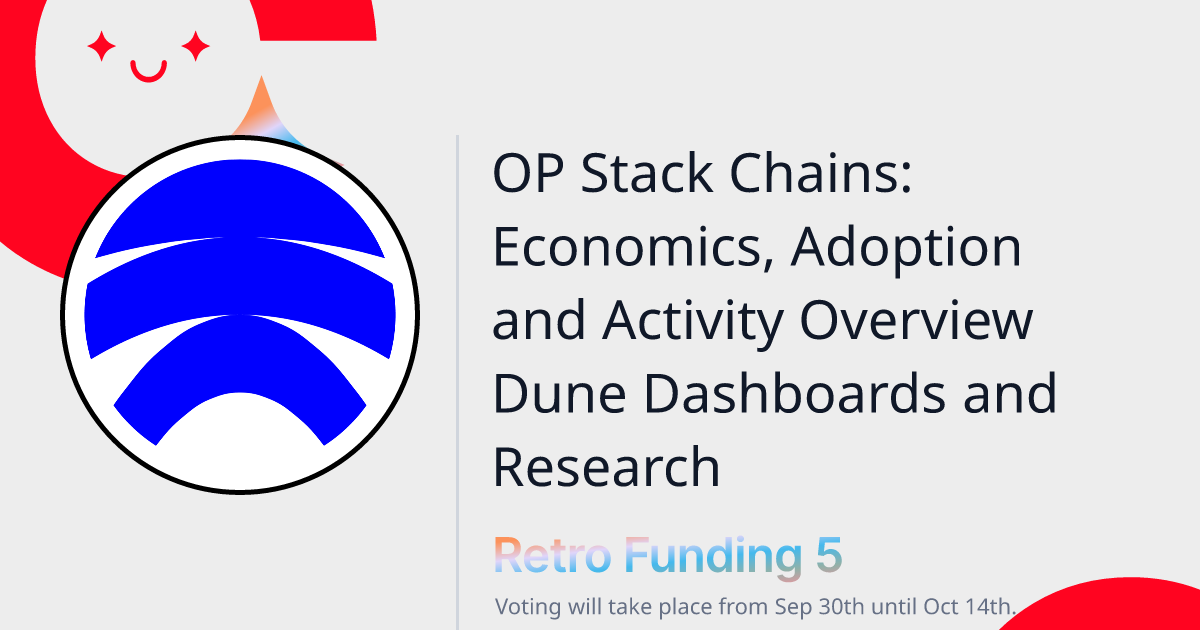 OP Stack Chains:
Economics, Adoption
and Activity Overview
Dune Dashboards and
Research
Retro Funding 5
Voting will take place from Sep 30th until Oct 14th.